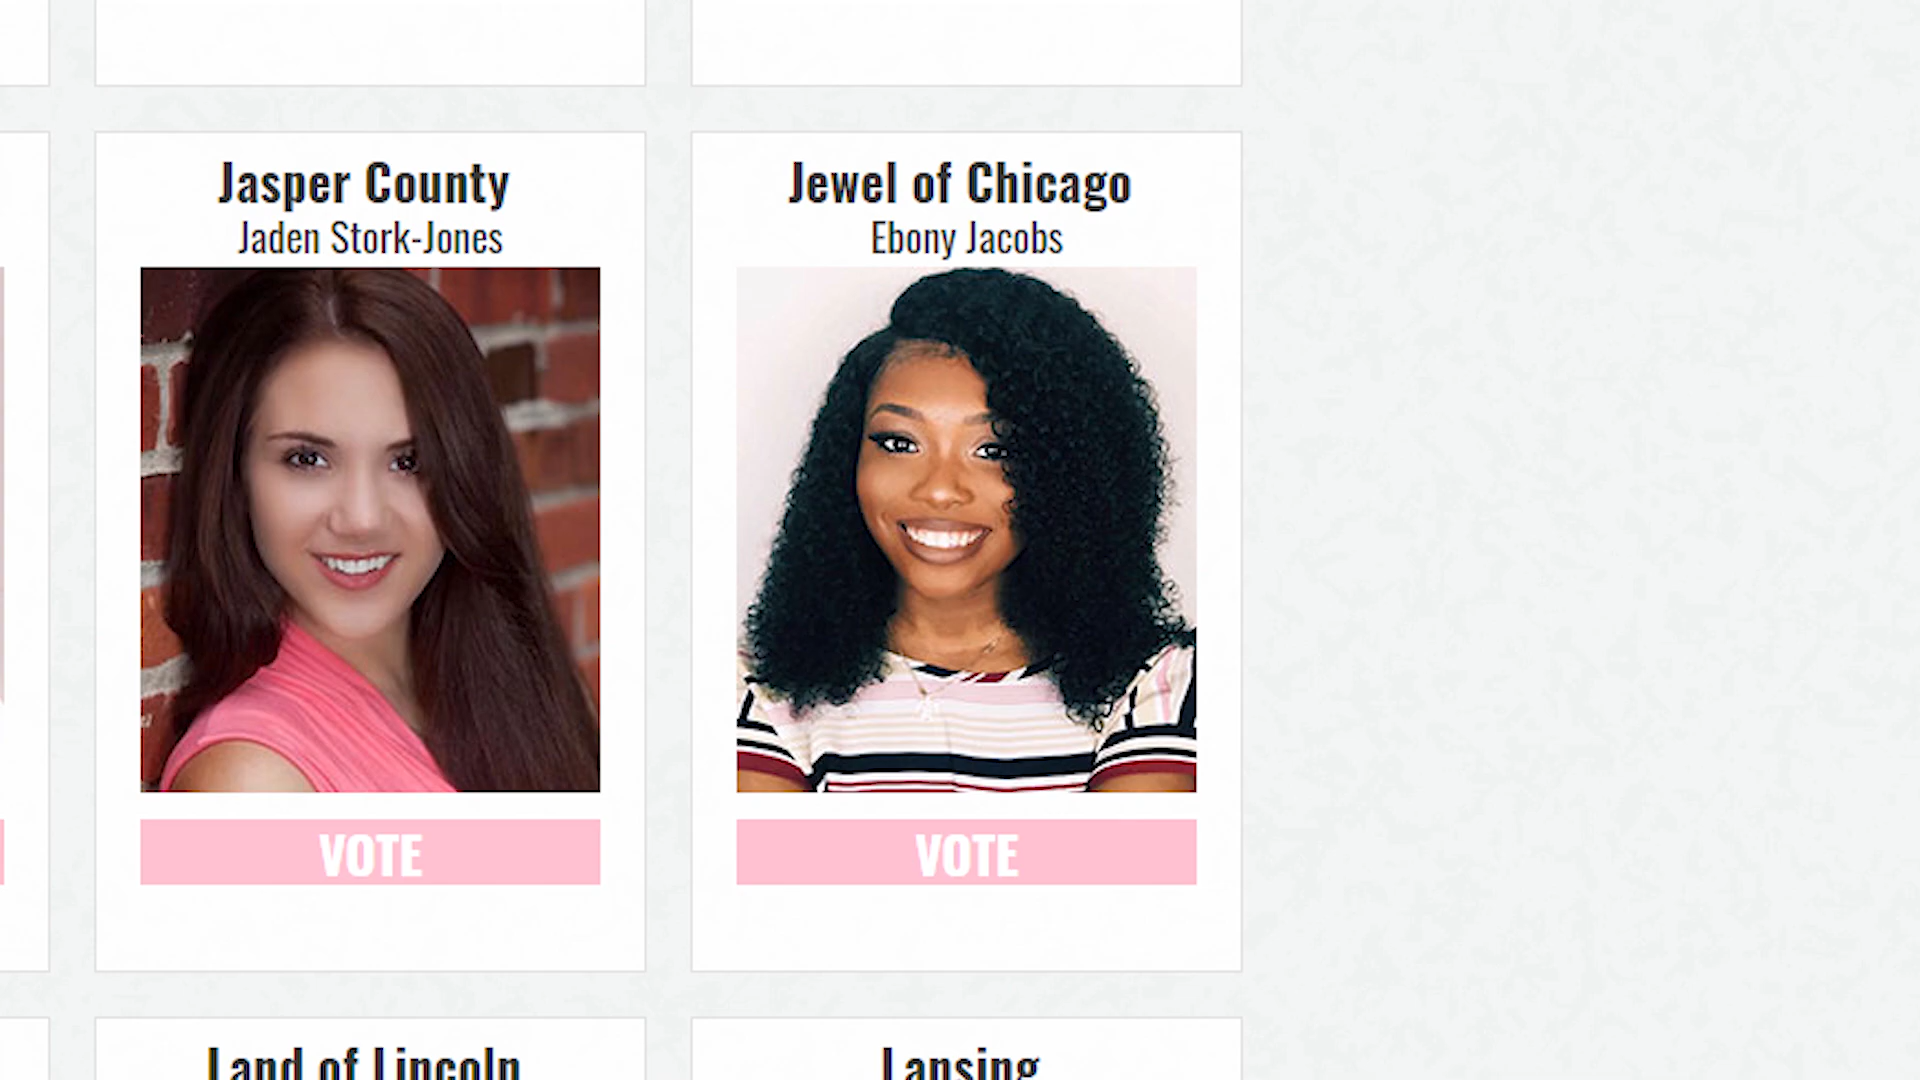 Jasper County
Jaden Stork-Jones
VOTE
Jewel of Chicago
Ebony Jacobs
VOTE
Land of Lincoln
Lansing